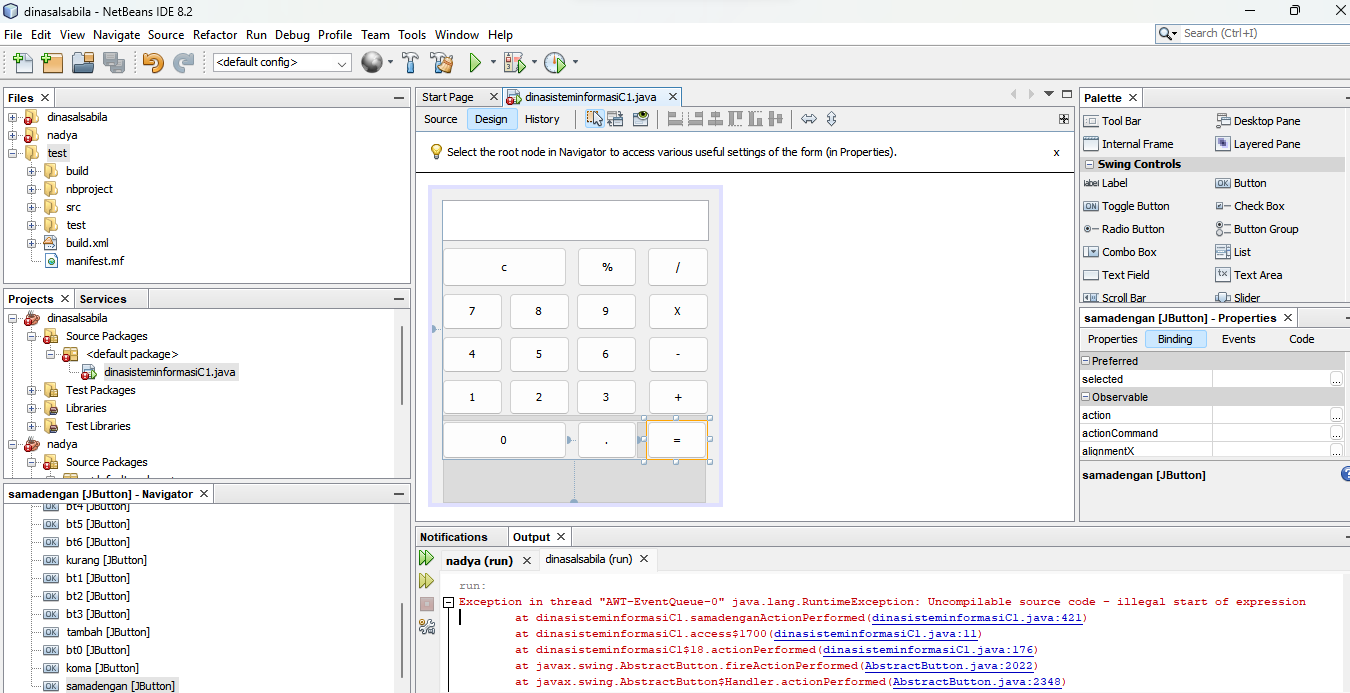 dinasalsabila - NetBeans IDE 8.2
File Edit View Navigate Source Refactor Run Debug Profile Team Tools Window Help
Search (Ctrl+I)
<default config>
Files
dinasalsabila
nadya
test
build
nbproject
src
test
build.xml
manifest.mf
Projects Services
dinasalsabila
Source Packages
<default package>
dinasisteminformasiC1.java
Test Packages
Libraries
Test Libraries
nadya
Source Packages
samadengan [JButton] - Navigator
bt4 [JButton]
bt5 [JButton]
bt6 [JButton]
kurang [JButton]
bt1 [JButton]
bt2 [JButton]
bt3 [JButton]
tambah [JButton]
bt0 [JButton]
koma [JButton]
samadengan [JButton]
Start Page dinasisteminformasiC1.java
Source Design History
Select the root node in Navigator to access various useful settings of the form (in Properties). x
c % /
7 8 9 X
4 5 6 -
1 2 3 +
0 . =
Palette
Tool Bar Desktop Pane
Internal Frame Layered Pane
Swing Controls
label Label OK Button
ON Toggle Button Check Box
Radio Button Button Group
Combo Box List
Text Field Text Area
Scroll Bar Slider
samadengan [JButton] - Properties
Properties Binding Events Code
Preferred
selected ...
Observable
action ...
actionCommand ...
alignmentX ...
samadengan [JButton]
Notifications Output
nadya (run) dinasalsabila (run)
run:
Exception in thread "AWT-EventQueue-0" java.lang.RuntimeException: Uncompilable source code - illegal start of expression
at dinasisteminformasiC1.samadenganActionPerformed(dinasisteminformasiC1.java:421)
at dinasisteminformasiC1.access$1700(dinasisteminformasiC1.java:11)
at dinasisteminformasiC1$18.actionPerformed(dinasisteminformasiC1.java:176)
at javax.swing.AbstractButton.fireActionPerformed(AbstractButton.java:2022)
at javax.swing.AbstractButton$Handler.actionPerformed(AbstractButton.java:2348)